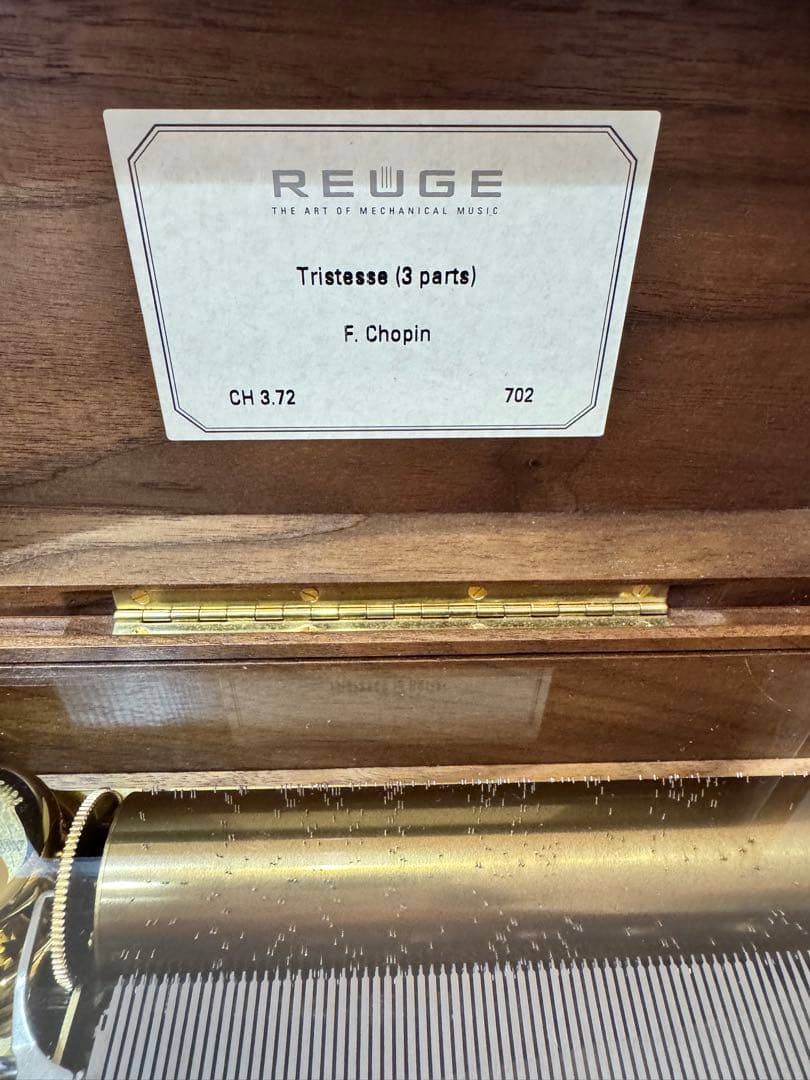 REUGE
THE ART OF MECHANICAL MUSIC
Tristesse (3 parts)
F. Chopin
CH 3.72 702